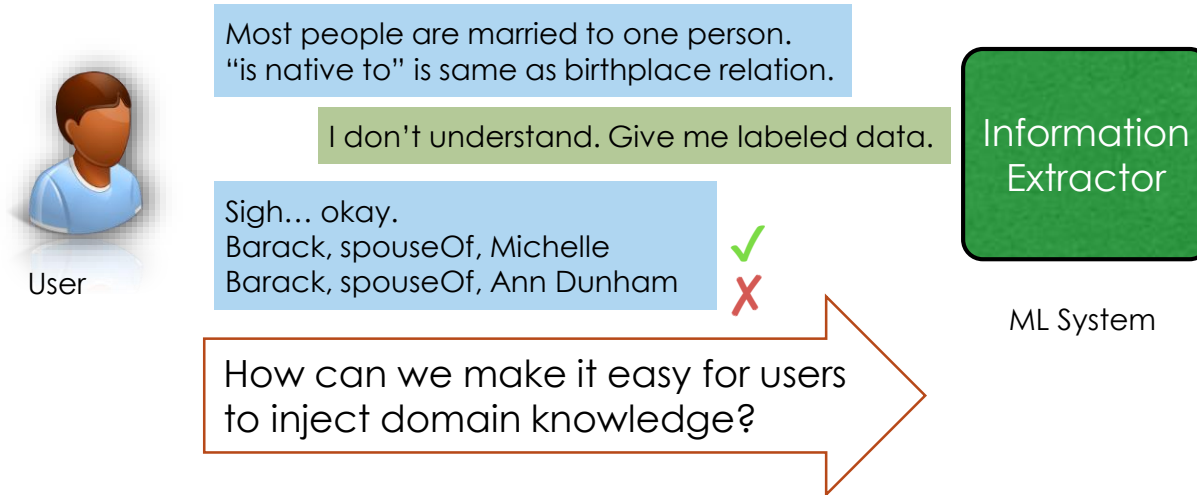 Most people are married to one person.
“is native to” is same as birthplace relation.
I don’t understand. Give me labeled data.
Information
Extractor
Sigh… okay.
Barack, spouseOf, Michelle
Barack, spouseOf, Ann Dunham
User
ML System
How can we make it easy for users
to inject domain knowledge?